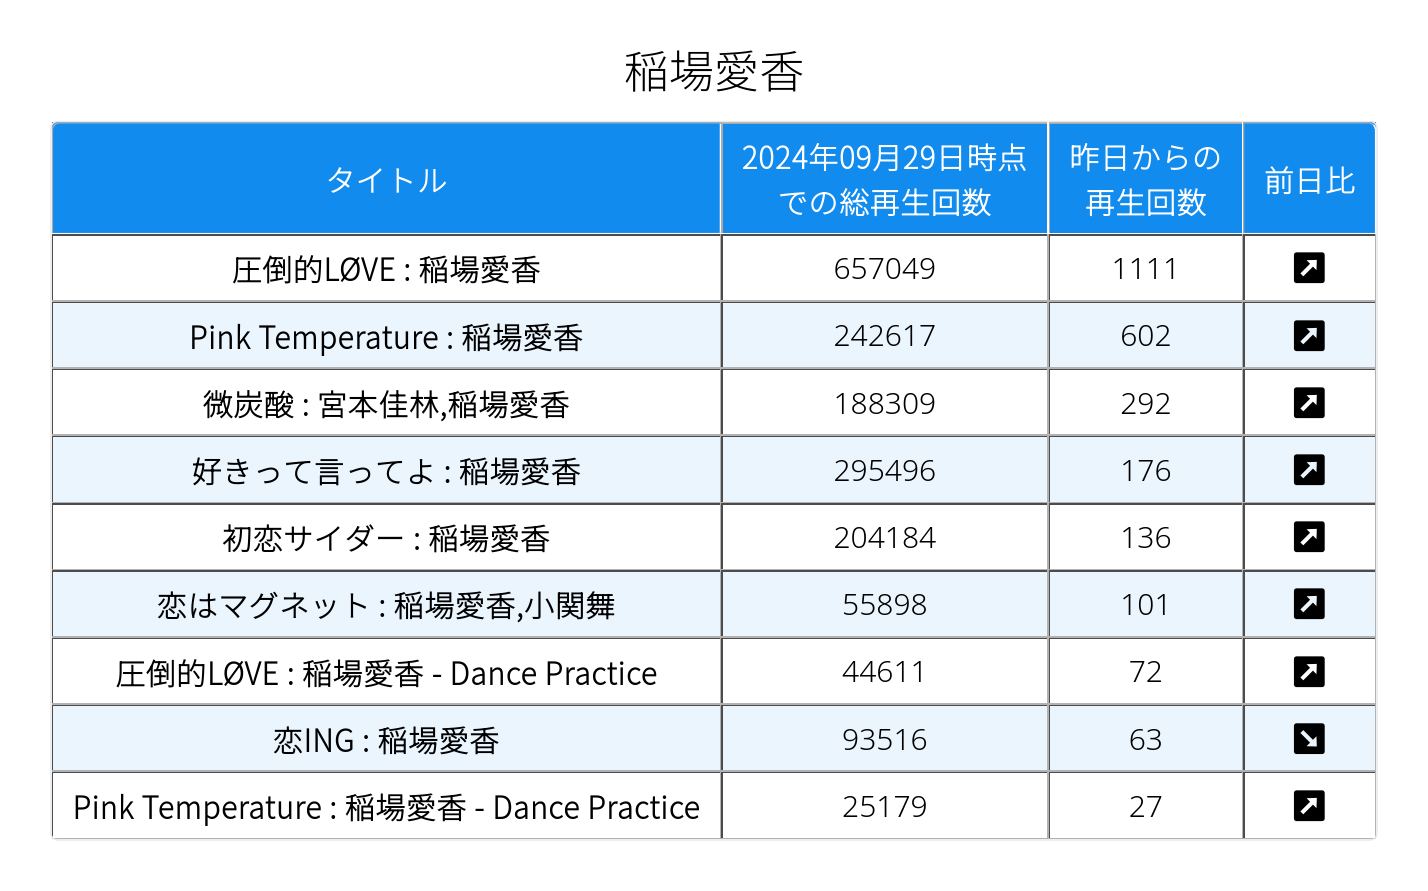 稲場愛香
タイトル
2024年09月29日時点
での総再生回数
昨日からの
再生回数
前日比
圧倒的LØVE : 稲場愛香 657049 1111
Pink Temperature : 稲場愛香 242617 602
微炭酸 : 宮本佳林,稲場愛香 188309 292
好きって言ってよ : 稲場愛香 295496 176
初恋サイダー : 稲場愛香 204184 136
恋はマグネット : 稲場愛香,小関舞 55898 101
圧倒的LØVE : 稲場愛香 - Dance Practice 44611 72
恋ING : 稲場愛香 93516 63
Pink Temperature : 稲場愛香 - Dance Practice 25179 27